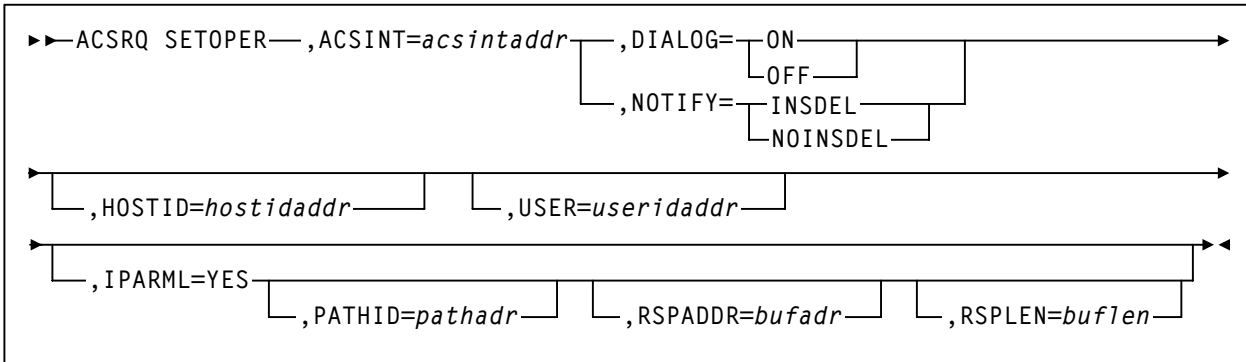 ACSRQ SETOPER ,ACSINT=acsintaddr ,DIALOG= ON
OFF
,NOTIFY= INSDEL
NOINSDEL
,HOSTID=hostidaddr ,USER=useridaddr
,IPARML=YES
,PATHID=pathadr ,RSPADDR=bufadr ,RSPLEN=buflen